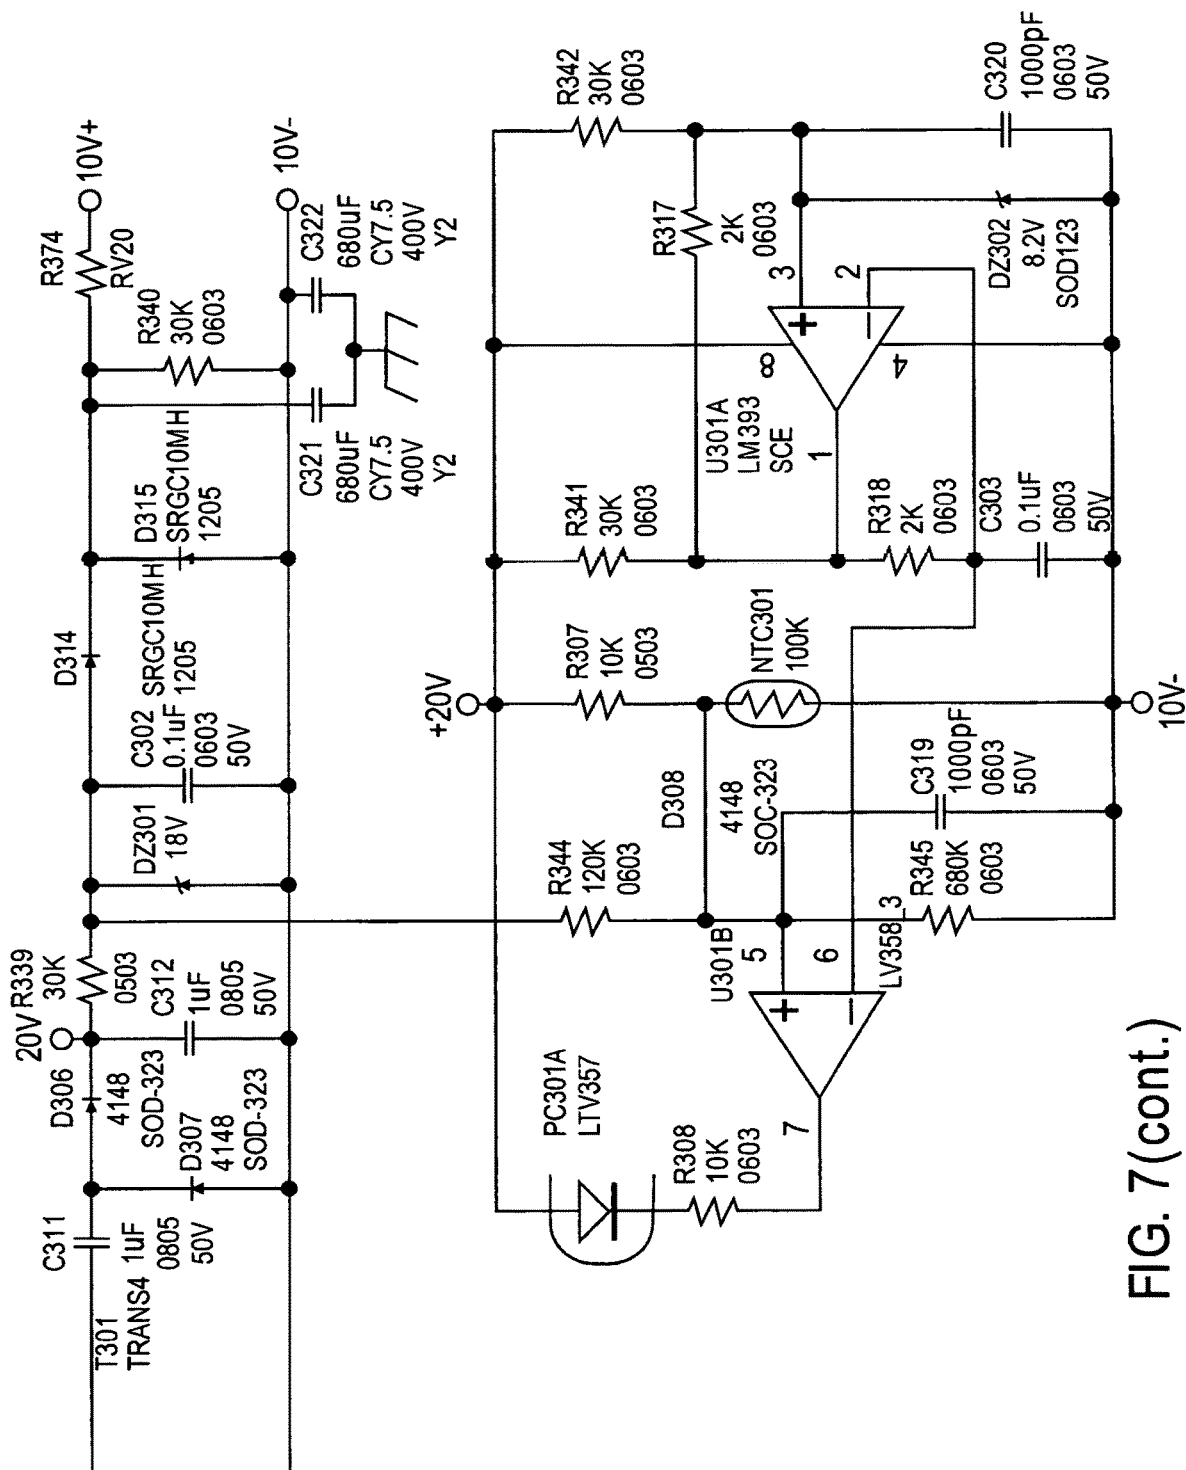 T301
TRANS4
C311
1uF
0805
50V
D306
4148
SOD-323
D307
4148
SOD-323
20V
R339
30K
0503
C312
1uF
0805
50V
DZ301
18V
C302
0.1uF
0603
50V
D314
SRGC10MH
1205
D315
SRGC10MH
1205
R340
30K
0603
R374
RV20
10V+
10V-
C321
680uF
CY7.5
400V
Y2
C322
680uF
CY7.5
400V
Y2
PC301A
LTV357
R308
10K
0603
7
U301B
5
6
LV358_3
R344
120K
0603
D308
4148
SOC-323
R345
680K
0603
C319
1000pF
0603
50V
+20V
R307
10K
0503
NTC301
100K
10V-
R341
30K
0603
U301A
LM393
SCE
1
8
4
3
2
R318
2K
0603
C303
0.1uF
0603
50V
R317
2K
0603
R342
30K
0603
DZ302
8.2V
SOD123
C320
1000pF
0603
50V
FIG. 7(cont.)